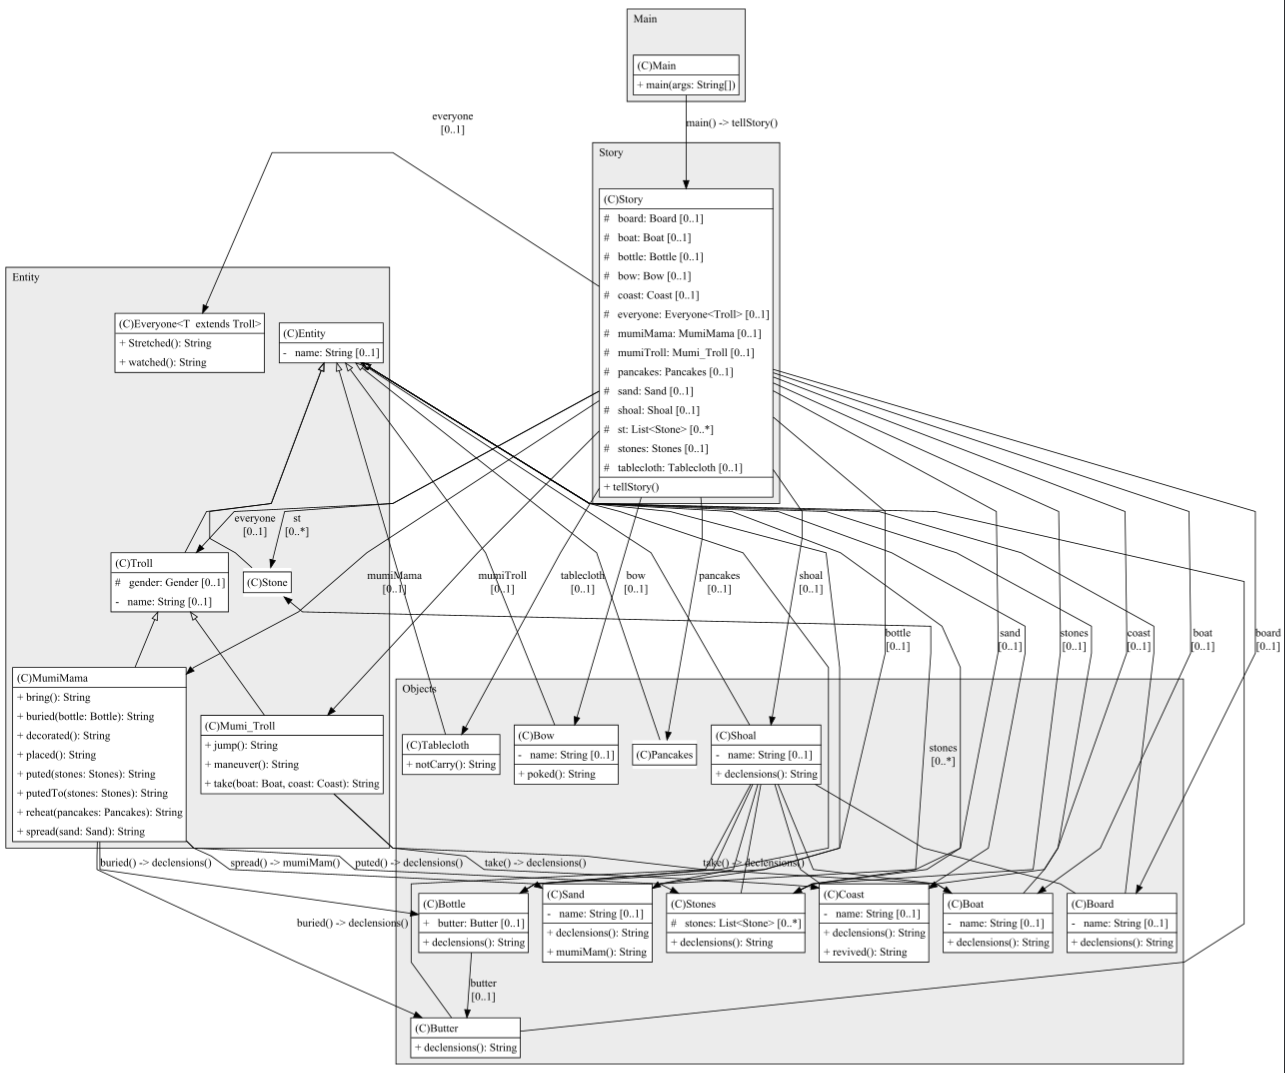 Main
(C)Main
+ main(args: String[])
everyone
[0..1]
main() -> tellStory()
Story
(C)Story
# board: Board [0..1]
# boat: Boat [0..1]
# bottle: Bottle [0..1]
# bow: Bow [0..1]
# coast: Coast [0..1]
# everyone: Everyone<Troll> [0..1]
# mumiMama: MumiMama [0..1]
# mumiTroll: Mumi_Troll [0..1]
# pancakes: Pancakes [0..1]
# sand: Sand [0..1]
# shoal: Shoal [0..1]
# st: List<Stone> [0..*]
# stones: Stones [0..1]
# tablecloth: Tablecloth [0..1]
+ tellStory()
Entity
(C)Everyone<T extends Troll>
+ Stretched(): String
+ watched(): String
(C)Entity
- name: String [0..1]
everyone
[0..1]
st
[0..*]
(C)Troll
# gender: Gender [0..1]
- name: String [0..1]
(C)Stone
mumiMama
[0..1]
mumiTroll
[0..1]
tablecloth
[0..1]
bow
[0..1]
pancakes
[0..1]
shoal
[0..1]
bottle
[0..1]
sand
[0..1]
stones
[0..1]
coast
[0..1]
boat
[0..1]
board
[0..1]
(C)MumiMama
+ bring(): String
+ buried(bottle: Bottle): String
+ decorated(): String
+ placed(): String
+ puted(stones: Stones): String
+ putedTo(stones: Stones): String
+ reheat(pancakes: Pancakes): String
+ spread(sand: Sand): String
(C)Mumi_Troll
+ jump(): String
+ maneuver(): String
+ take(boat: Boat, coast: Coast): String
Objects
(C)Tablecloth
+ notCarry(): String
(C)Bow
- name: String [0..1]
+ poked(): String
(C)Pancakes
(C)Shoal
- name: String [0..1]
+ declensions(): String
stones
[0..*]
buried() -> declensions()
spread() -> mumiMam()
puted() -> declensions()
take() -> declensions()
take() -> declensions()
buried() -> declensions()
(C)Bottle
+ butter: Butter [0..1]
+ declensions(): String
(C)Sand
- name: String [0..1]
+ declensions(): String
+ mumiMam(): String
(C)Stones
# stones: List<Stone> [0..*]
+ declensions(): String
(C)Coast
- name: String [0..1]
+ declensions(): String
+ revived(): String
(C)Boat
- name: String [0..1]
+ declensions(): String
(C)Board
- name: String [0..1]
+ declensions(): String
butter
[0..1]
(C)Butter
+ declensions(): String